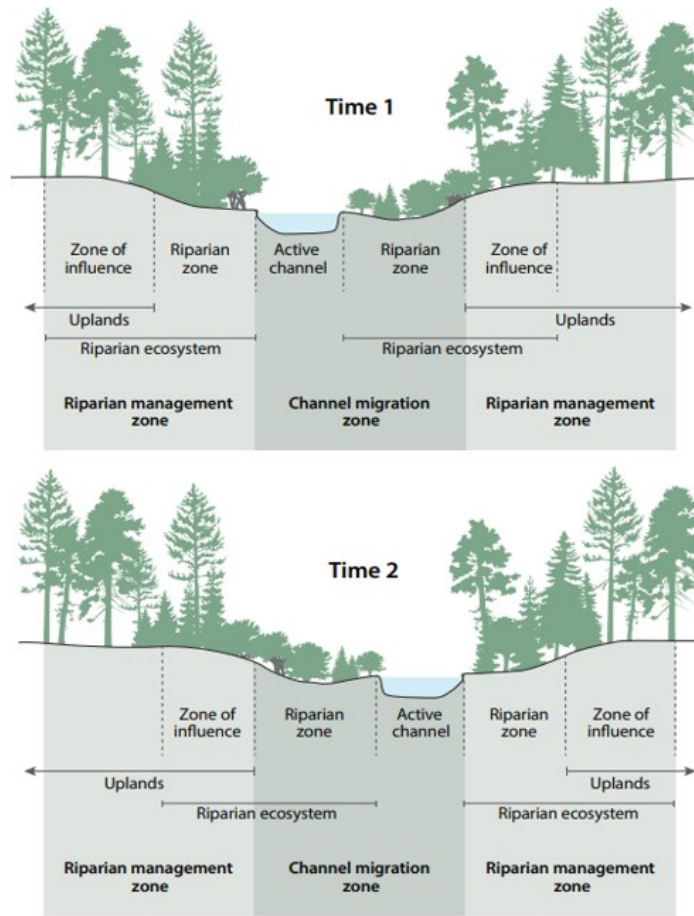 Time 1
Zone of
influence
Riparian
zone
Active
channel
Riparian
zone
Zone of
influence
Uplands
Uplands
Riparian ecosystem
Riparian ecosystem
Riparian management
zone
Channel migration
zone
Riparian management
zone
Time 2
Zone of
influence
Riparian
zone
Active
channel
Riparian
zone
Zone of
influence
Uplands
Uplands
Riparian ecosystem
Riparian ecosystem
Riparian management
zone
Channel migration
zone
Riparian management
zone